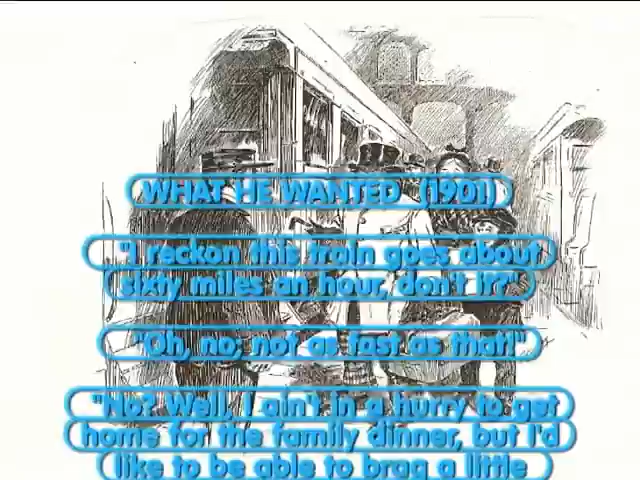 WHAT HE WANTED (1901)
"I reckon this train goes about
sixty miles an hour, don't it?"
"Oh, no, not as fast as that!"
"No? Well, I ain't in a hurry to get
home for the family dinner, but I'd
like to be able to brag a little